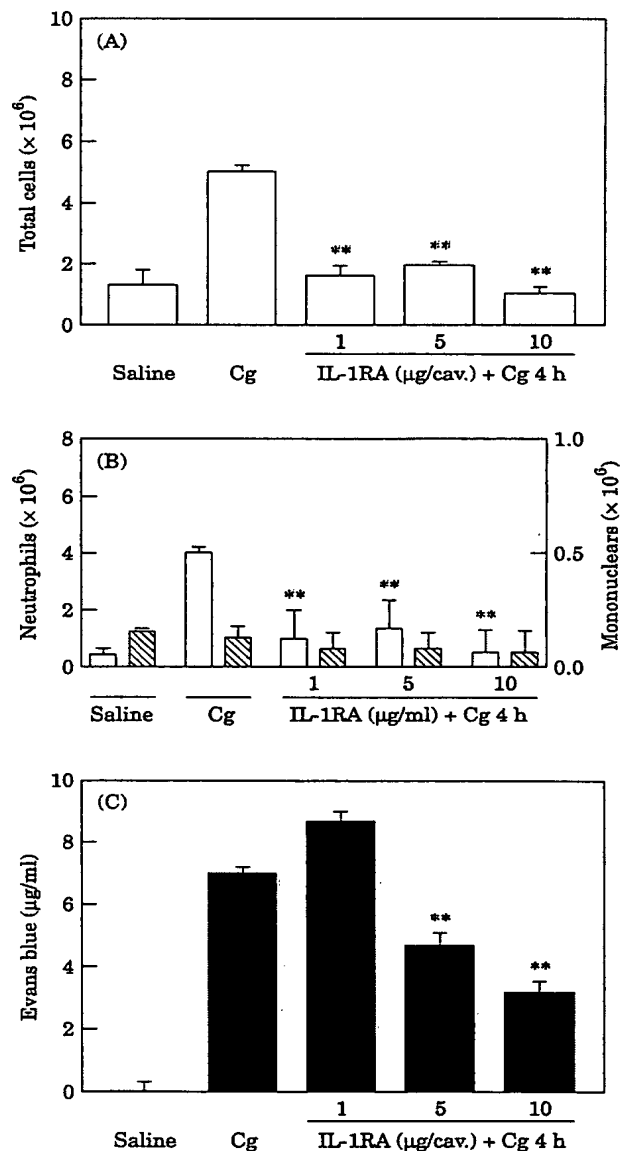 (A)
Total cells (× 10⁶)
10
8
6
4
2
0
** ** **
1 5 10
Saline Cg IL-1RA (μg/cav.) + Cg 4 h
(B)
Neutrophils (× 10⁶)
8
6
4
2
0
** ** **
1.0
0.5
0.0
Mononuclears (× 10⁶)
1 5 10
Saline Cg IL-1RA (μg/ml) + Cg 4 h
(C)
Evans blue (μg/ml)
10
8
6
4
2
0
** **
1 5 10
Saline Cg IL-1RA (μg/cav.) + Cg 4 h